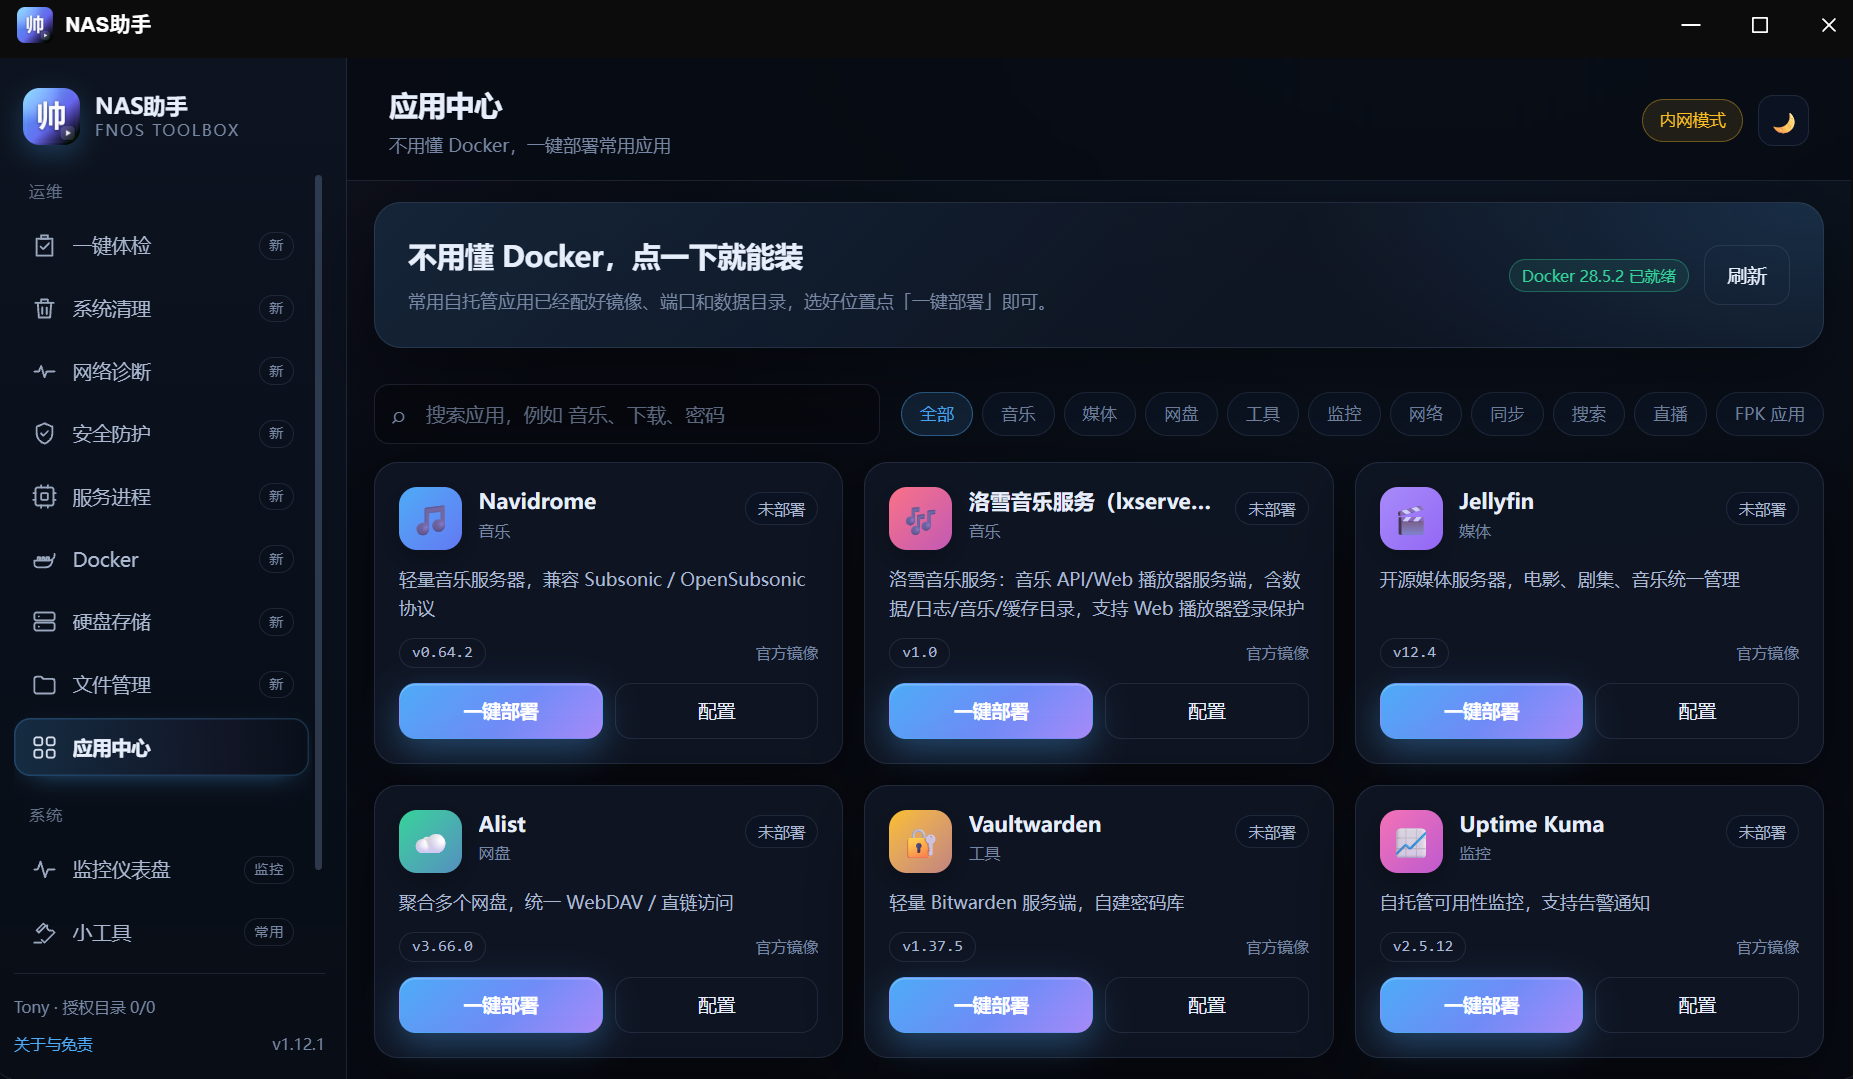 帅 NAS助手
帅 NAS助手
FNOS TOOLBOX
运维
一键体检 新
系统清理 新
网络诊断 新
安全防护 新
服务进程 新
Docker 新
硬盘存储 新
文件管理 新
应用中心
系统
监控仪表盘 监控
小工具 常用
Tony · 授权目录 0/0
关于与免责 v1.12.1
应用中心
不用懂 Docker，一键部署常用应用
内网模式
不用懂 Docker，点一下就能装
常用自托管应用已经配好镜像、端口和数据目录，选好位置点「一键部署」即可。
Docker 28.5.2 已就绪 刷新
搜索应用，例如 音乐、下载、密码
全部 音乐 媒体 网盘 工具 监控 网络 同步 搜索 直播 FPK 应用
Navidrome 未部署
音乐
轻量音乐服务器，兼容 Subsonic / OpenSubsonic
协议
v0.64.2 官方镜像
一键部署 配置
洛雪音乐服务（lxserve... 未部署
音乐
洛雪音乐服务：音乐 API/Web 播放器服务端，含数
据/日志/音乐/缓存目录，支持 Web 播放器登录保护
v1.0 官方镜像
一键部署 配置
Jellyfin 未部署
媒体
开源媒体服务器，电影、剧集、音乐统一管理
v12.4 官方镜像
一键部署 配置
Alist 未部署
网盘
聚合多个网盘，统一 WebDAV / 直链访问
v3.66.0 官方镜像
一键部署 配置
Vaultwarden 未部署
工具
轻量 Bitwarden 服务端，自建密码库
v1.37.5 官方镜像
一键部署 配置
Uptime Kuma 未部署
监控
自托管可用性监控，支持告警通知
v2.5.12 官方镜像
一键部署 配置